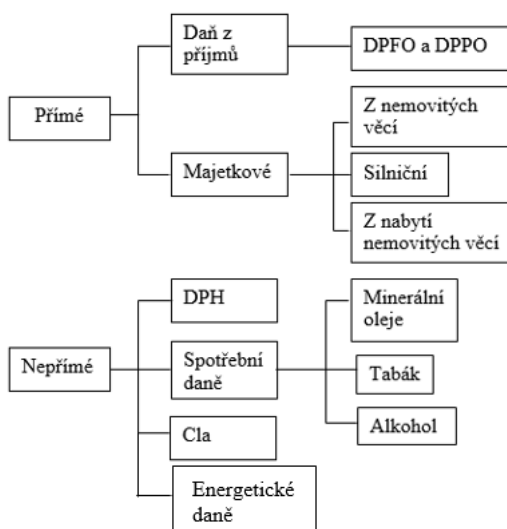 Daň z
příjmů
DPFO a DPPO
Přímé
Majetkové
Z nemovitých
věcí
Silniční
Z nabytí
nemovitých věcí
DPH
Nepřímé
Spotřební
daně
Minerální
oleje
Tabák
Alkohol
Cla
Energetické
daně